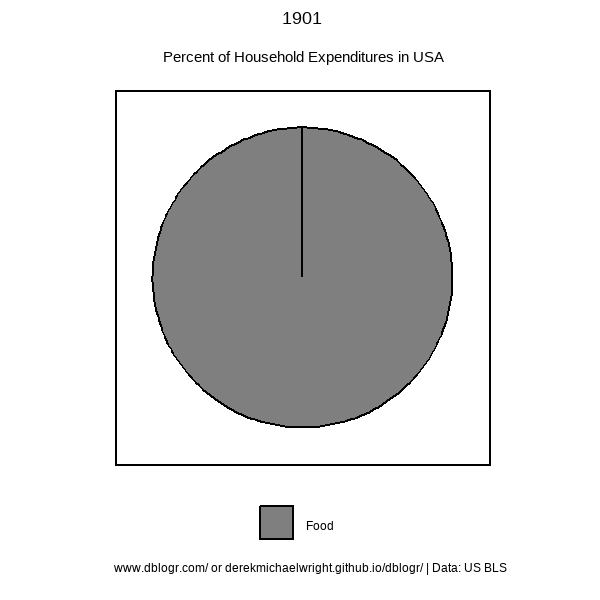 1901
Percent of Household Expenditures in USA
Food
www.dblogr.com/ or derekmichaelwright.github.io/dblogr/ | Data: US BLS